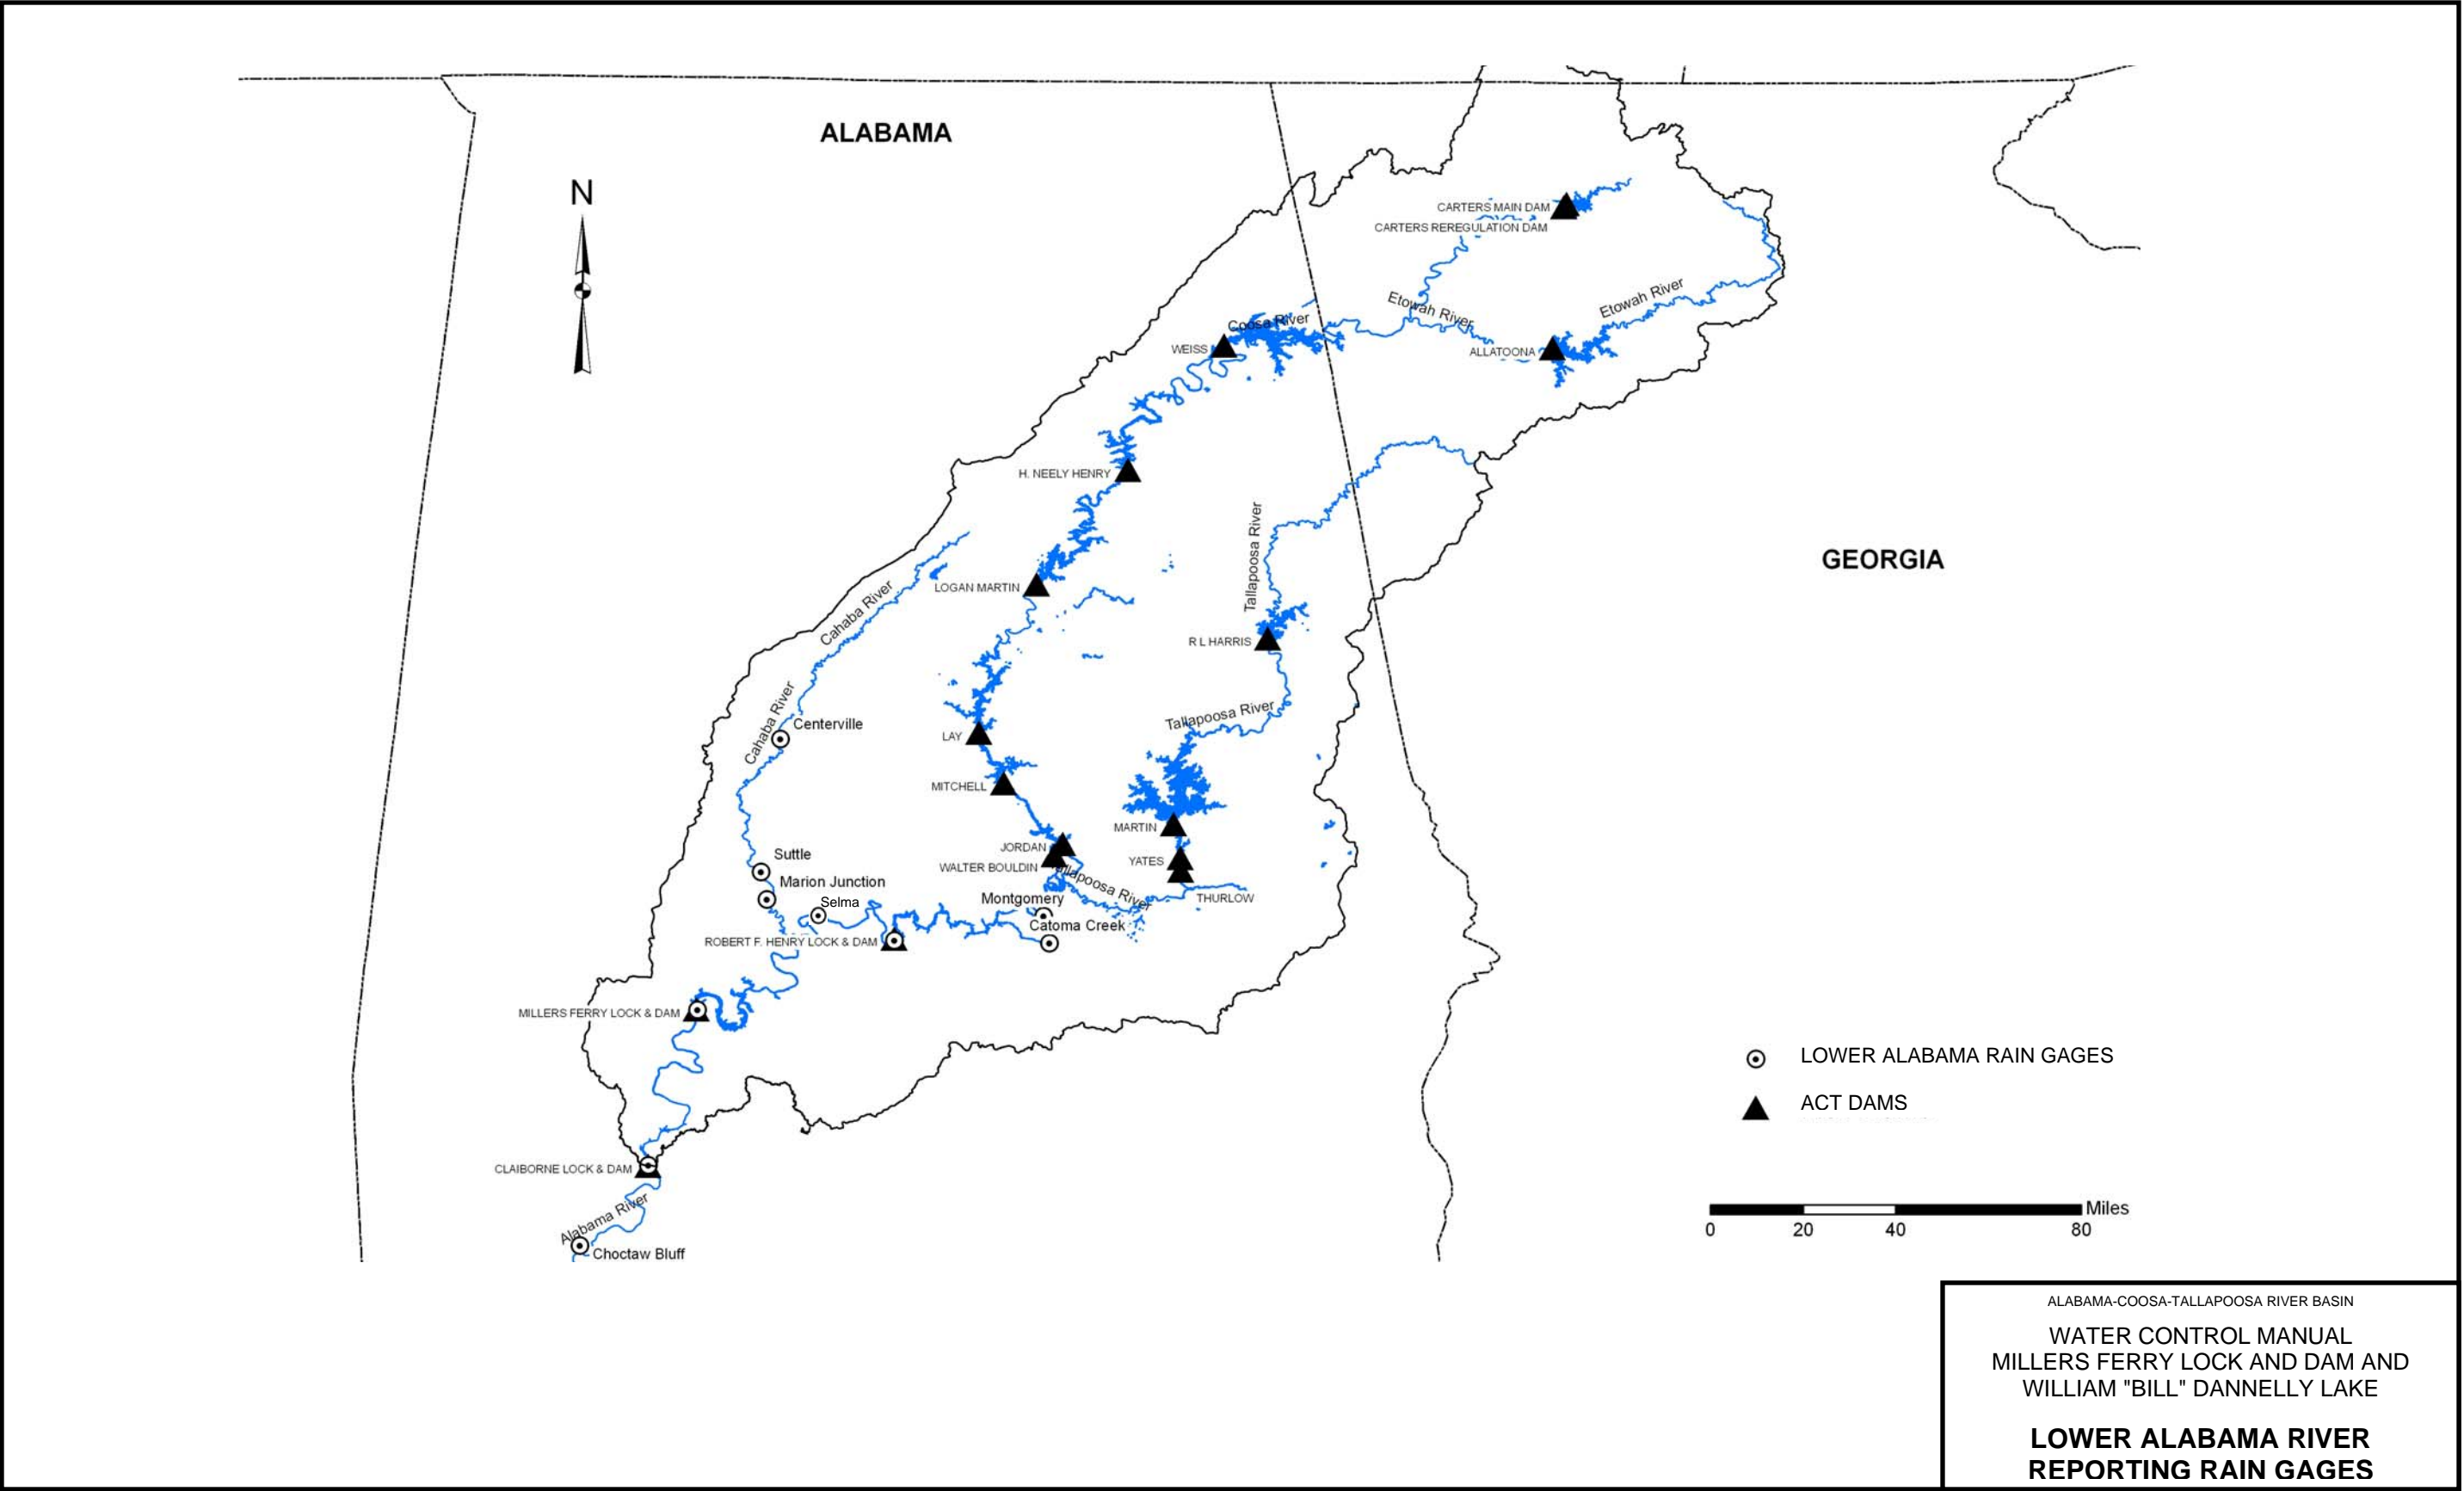 ALABAMA
N
CARTERS MAIN DAM
CARTERS REREGULATION DAM
Etowah River
Etowah River
Coosa River
WEISS
ALLATOONA
H. NEELY HENRY
Tallapoosa River
GEORGIA
LOGAN MARTIN
Cahaba River
R L HARRIS
Cahaba River
Tallapoosa River
Centerville
LAY
MITCHELL
MARTIN
JORDAN
WALTER BOULDIN
YATES
Suttle
Tallapoosa River
Marion Junction
THURLOW
Selma
Montgomery
Catoma Creek
ROBERT F. HENRY LOCK & DAM
MILLERS FERRY LOCK & DAM
LOWER ALABAMA RAIN GAGES
ACT DAMS
CLAIBORNE LOCK & DAM
Alabama River
Choctaw Bluff
Miles
0 20 40 80
ALABAMA-COOSA-TALLAPOOSA RIVER BASIN
WATER CONTROL MANUAL
MILLERS FERRY LOCK AND DAM AND
WILLIAM "BILL" DANNELLY LAKE
LOWER ALABAMA RIVER
REPORTING RAIN GAGES